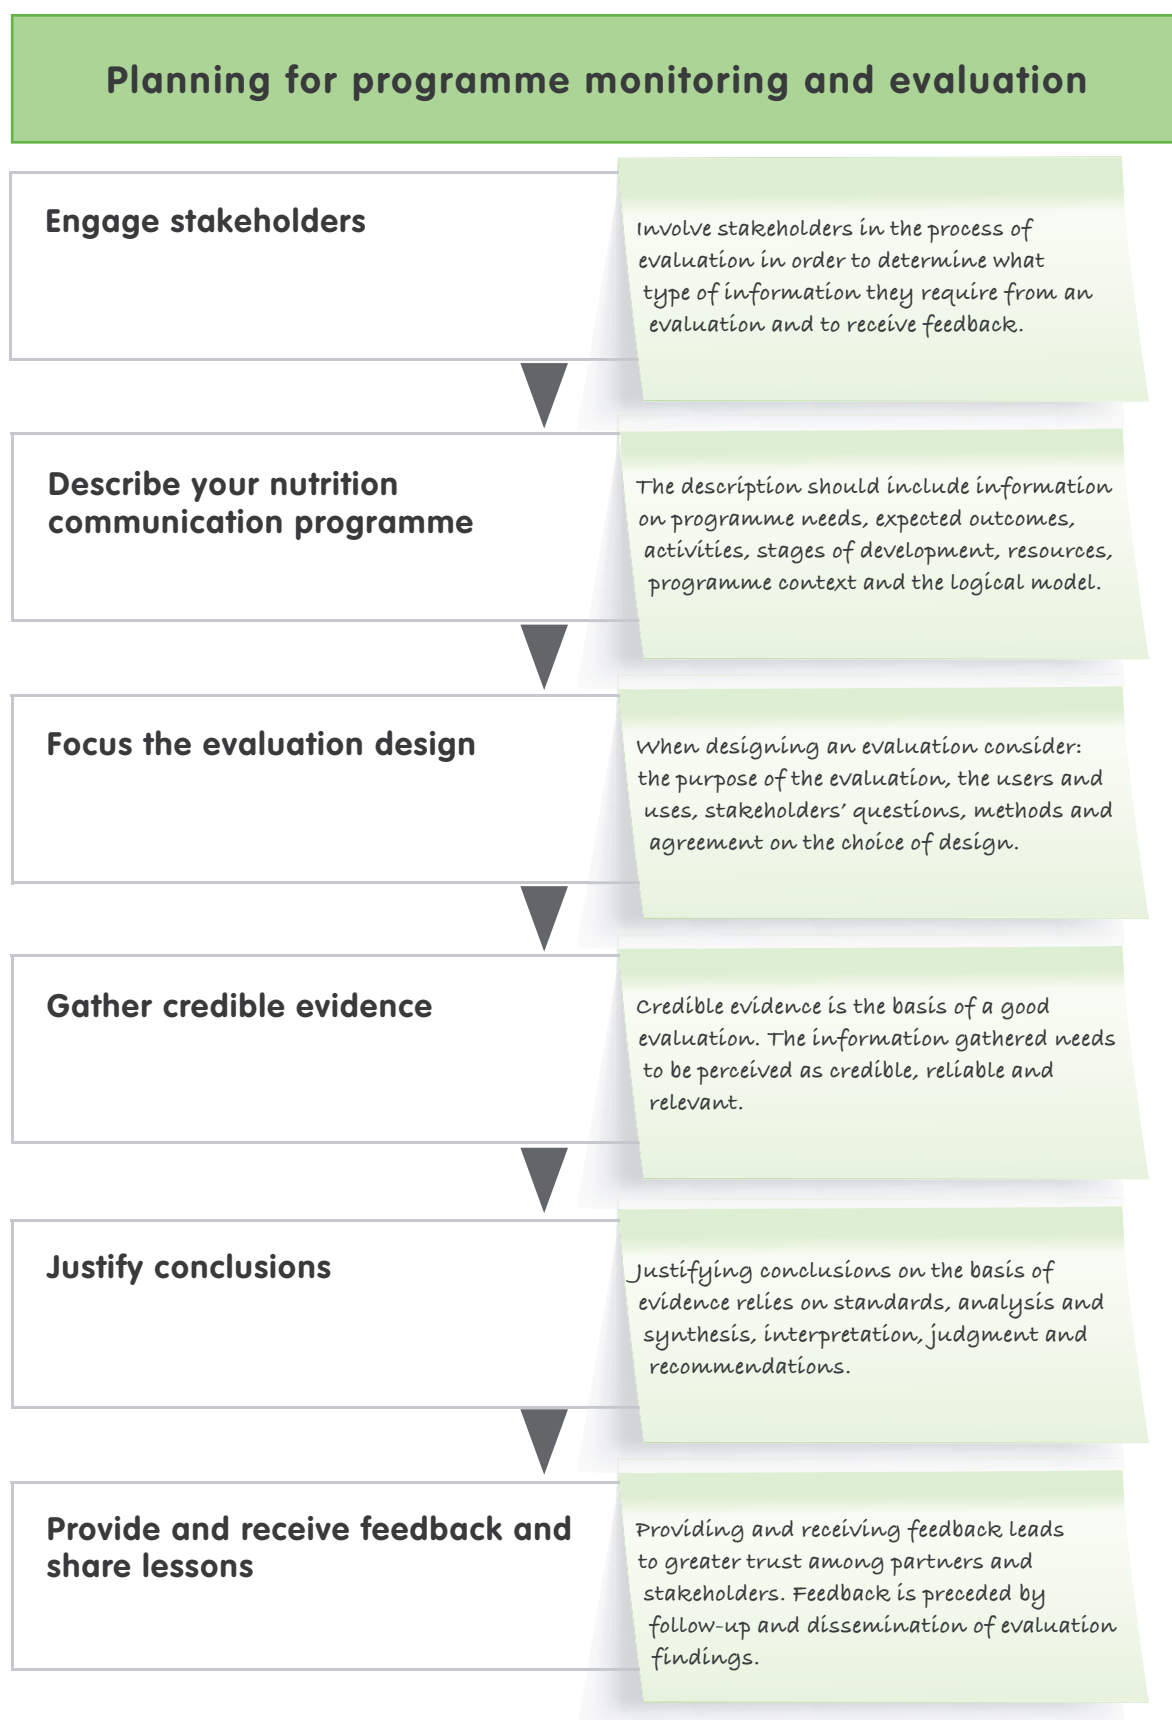 Planning for programme monitoring and evaluation
Engage stakeholders
Involve stakeholders in the process of
evaluation in order to determine what
type of information they require from an
evaluation and to receive feedback.
Describe your nutrition
communication programme
The description should include information
on programme needs, expected outcomes,
activities, stages of development, resources,
programme context and the logical model.
Focus the evaluation design
When designing an evaluation consider:
the purpose of the evaluation, the users and
uses, stakeholders’ questions, methods and
agreement on the choice of design.
Gather credible evidence
Credible evidence is the basis of a good
evaluation. The information gathered needs
to be perceived as credible, reliable and
relevant.
Justify conclusions
Justifying conclusions on the basis of
evidence relies on standards, analysis and
synthesis, interpretation, judgment and
recommendations.
Provide and receive feedback and
share lessons
Providing and receiving feedback leads
to greater trust among partners and
stakeholders. Feedback is preceded by
follow-up and dissemination of evaluation
findings.